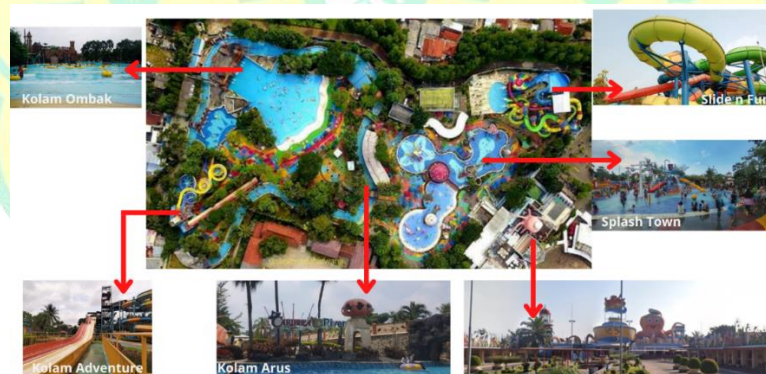 Kolam Ombak
Slide n Fun
Splash Town
Kolam Adventure
Kolam Arus